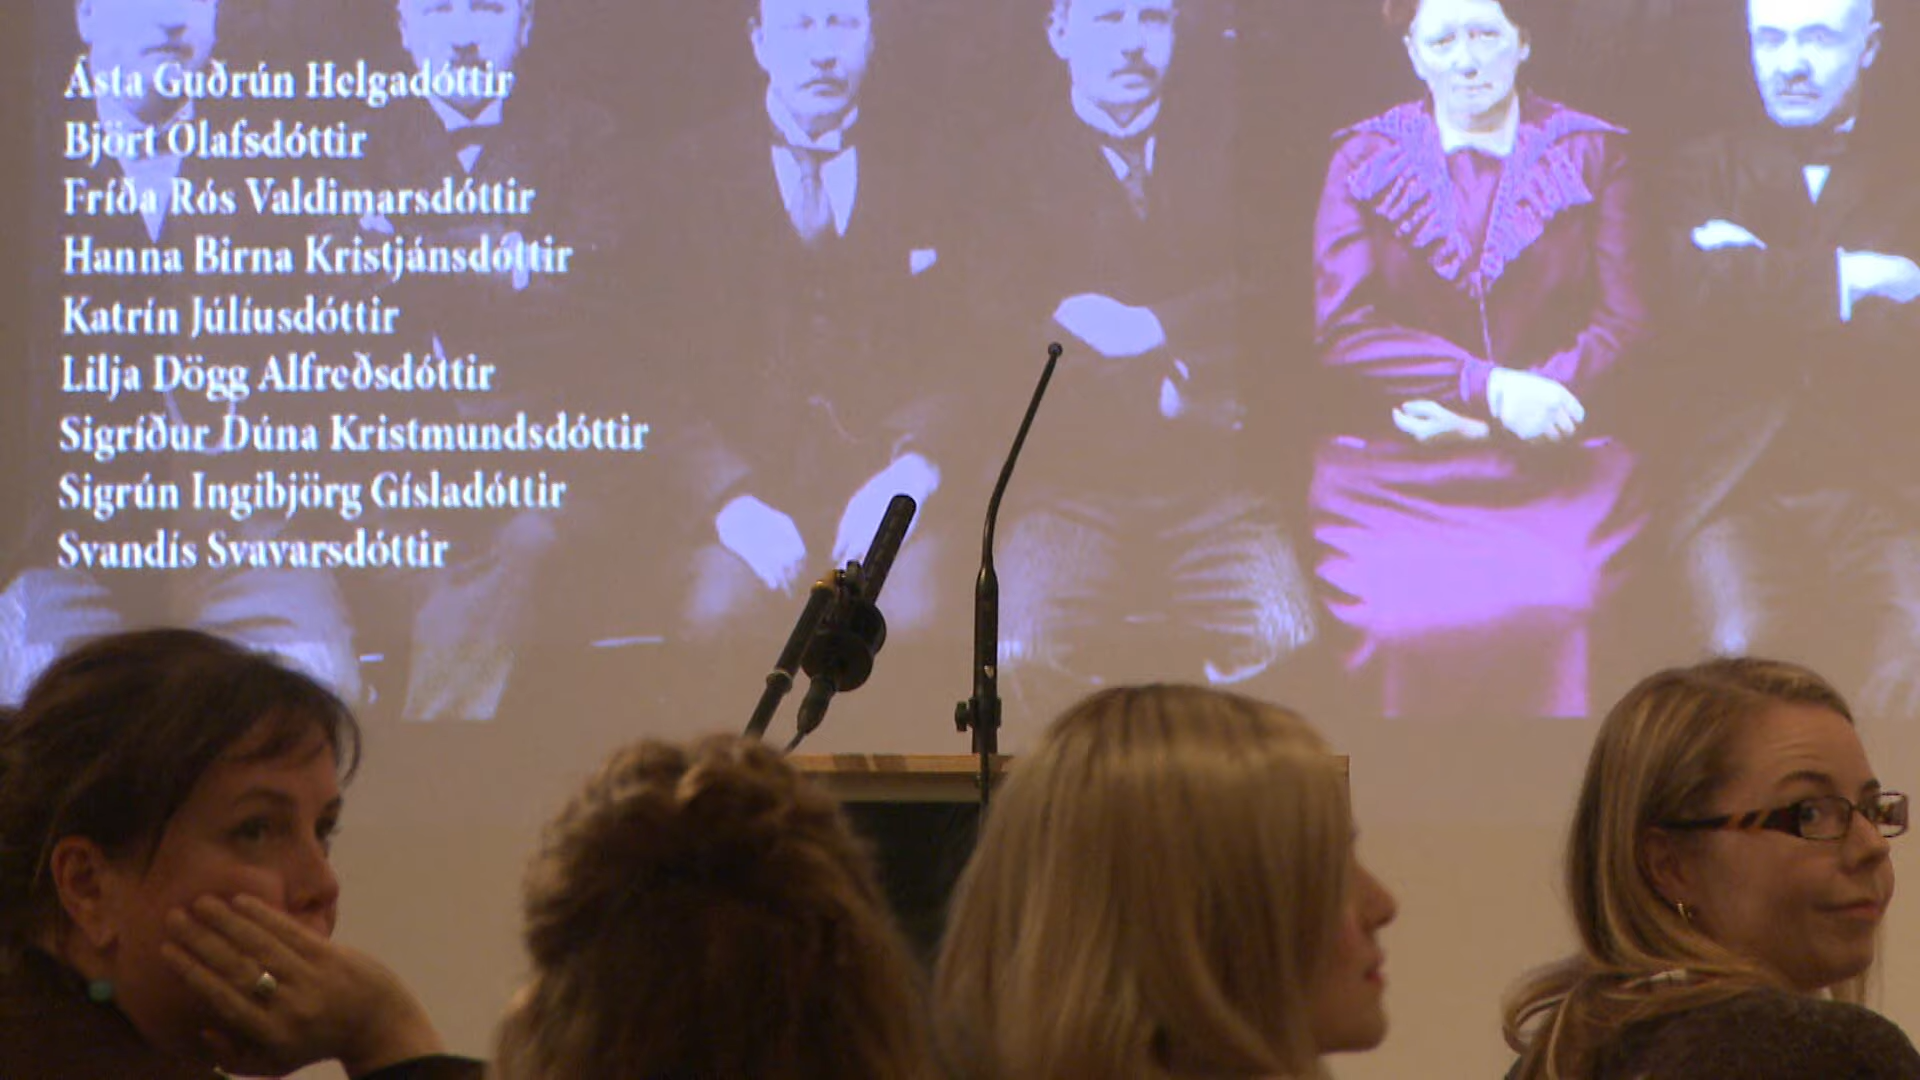 Ásta Guðrún Helgadóttir
Björt Ólafsdóttir
Fríða Rós Valdimarsdóttir
Hanna Birna Kristjánsdóttir
Katrín Júlíusdóttir
Lilja Dögg Alfreðsdóttir
Sigríður Dúna Kristmundsdóttir
Sigrún Ingibjörg Gísladóttir
Svandís Svavarsdóttir